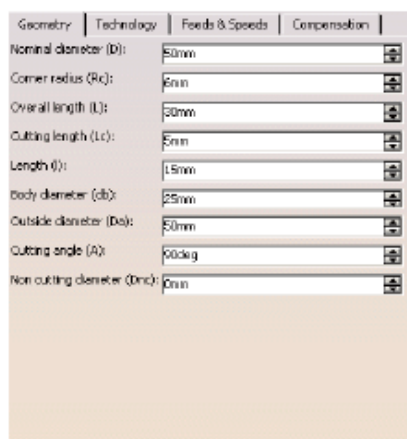 Geometry Technology Feeds & Speeds Compensation
Nominal diameter (D): 50mm
Corner radius (Rc): 6mm
Overall length (L): 30mm
Cutting length (Lc): 5mm
Length (l): 15mm
Body diameter (db): 25mm
Outside diameter (Da): 50mm
Cutting angle (A): 90deg
Non cutting diameter (Dnc): 0mm